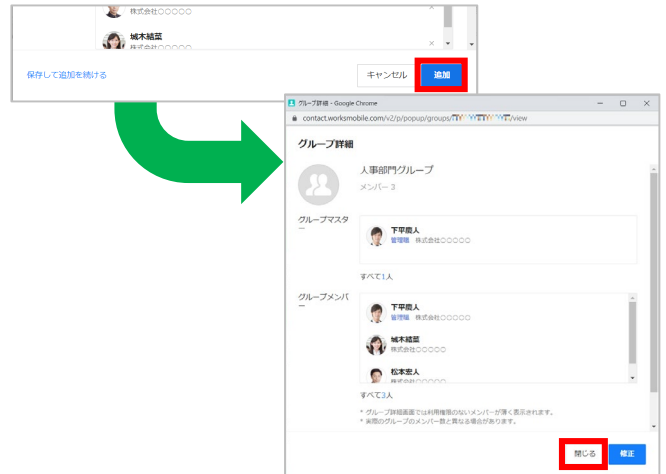 株式会社○○○○○
城木結菜
株式会社○○○○○
保存して追加を続ける
キャンセル
追加
グループ詳細 - Google Chrome
contact.worksmobile.com/v2/p/popup/groups/ /view
グループ詳細
人事部門グループ
メンバー 3
グループマスター
下平慶人
管理職 株式会社○○○○○
すべて1人
グループメンバー
下平慶人
管理職 株式会社○○○○○
城木結菜
株式会社○○○○○
松本宏人
株式会社○○○○○
すべて3人
* グループ詳細画面では利用権限のないメンバーが薄く表示されます。
* 実際のグループのメンバー数と異なる場合があります。
閉じる
修正